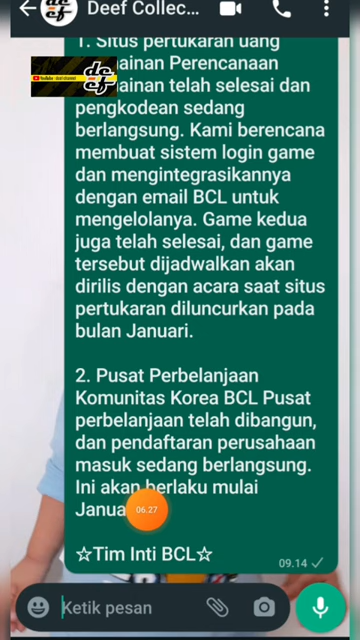 Deef Collec...
1. Situs pertukaran uang
ainan Perencanaan
ainan telah selesai dan
pengkodean sedang
berlangsung. Kami berencana
membuat sistem login game
dan mengintegrasikannya
dengan email BCL untuk
mengelolanya. Game kedua
juga telah selesai, dan game
tersebut dijadwalkan akan
dirilis dengan acara saat situs
pertukaran diluncurkan pada
bulan Januari.
2. Pusat Perbelanjaan
Komunitas Korea BCL Pusat
perbelanjaan telah dibangun,
dan pendaftaran perusahaan
masuk sedang berlangsung.
Ini akan berlaku mulai
Janua
06.27
☆Tim Inti BCL☆
09.14
Ketik pesan